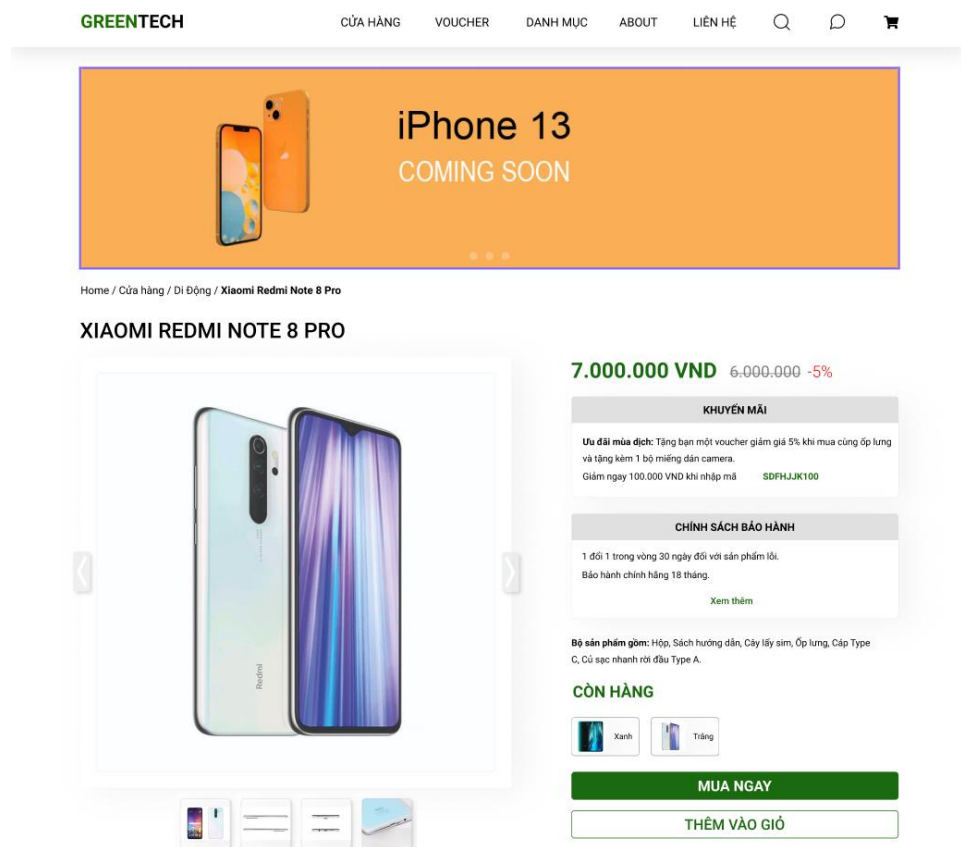 GREENTECH
CỬA HÀNG
VOUCHER
DANH MỤC
ABOUT
LIÊN HỆ
iPhone 13
COMING SOON
Home / Cửa hàng / Di Động / Xiaomi Redmi Note 8 Pro
XIAOMI REDMI NOTE 8 PRO
Redmi
7.000.000 VND 6.000.000 -5%
KHUYẾN MÃI
Ưu đãi mùa dịch: Tặng bạn một voucher giảm giá 5% khi mua cùng ốp lưng
và tặng kèm 1 bộ miếng dán camera.
Giảm ngay 100.000 VND khi nhập mã SDFHJJK100
CHÍNH SÁCH BẢO HÀNH
1 đổi 1 trong vòng 30 ngày đối với sản phẩm lỗi.
Bảo hành chính hãng 18 tháng.
Xem thêm
Bộ sản phẩm gồm: Hộp, Sách hướng dẫn, Cây lấy sim, Ốp lưng, Cáp Type
C, Củ sạc nhanh rời đầu Type A.
CÒN HÀNG
Xanh
Trắng
MUA NGAY
THÊM VÀO GIỎ